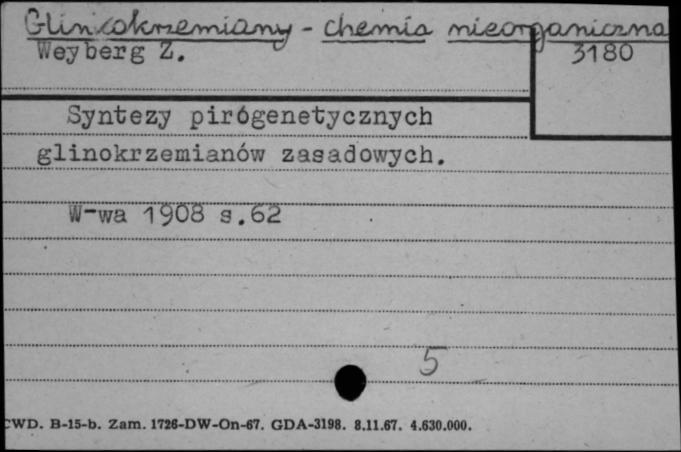 Glinokrzemiany - chemia nieorganiczna
Weyberg Z.
3180
Syntezy pirógenetycznych
glinokrzemianów zasadowych.
W-wa 1908 s.62
5
CWD. B-15-b. Zam. 1726-DW-On-67. GDA-3198. 8.11.67. 4.630.000.